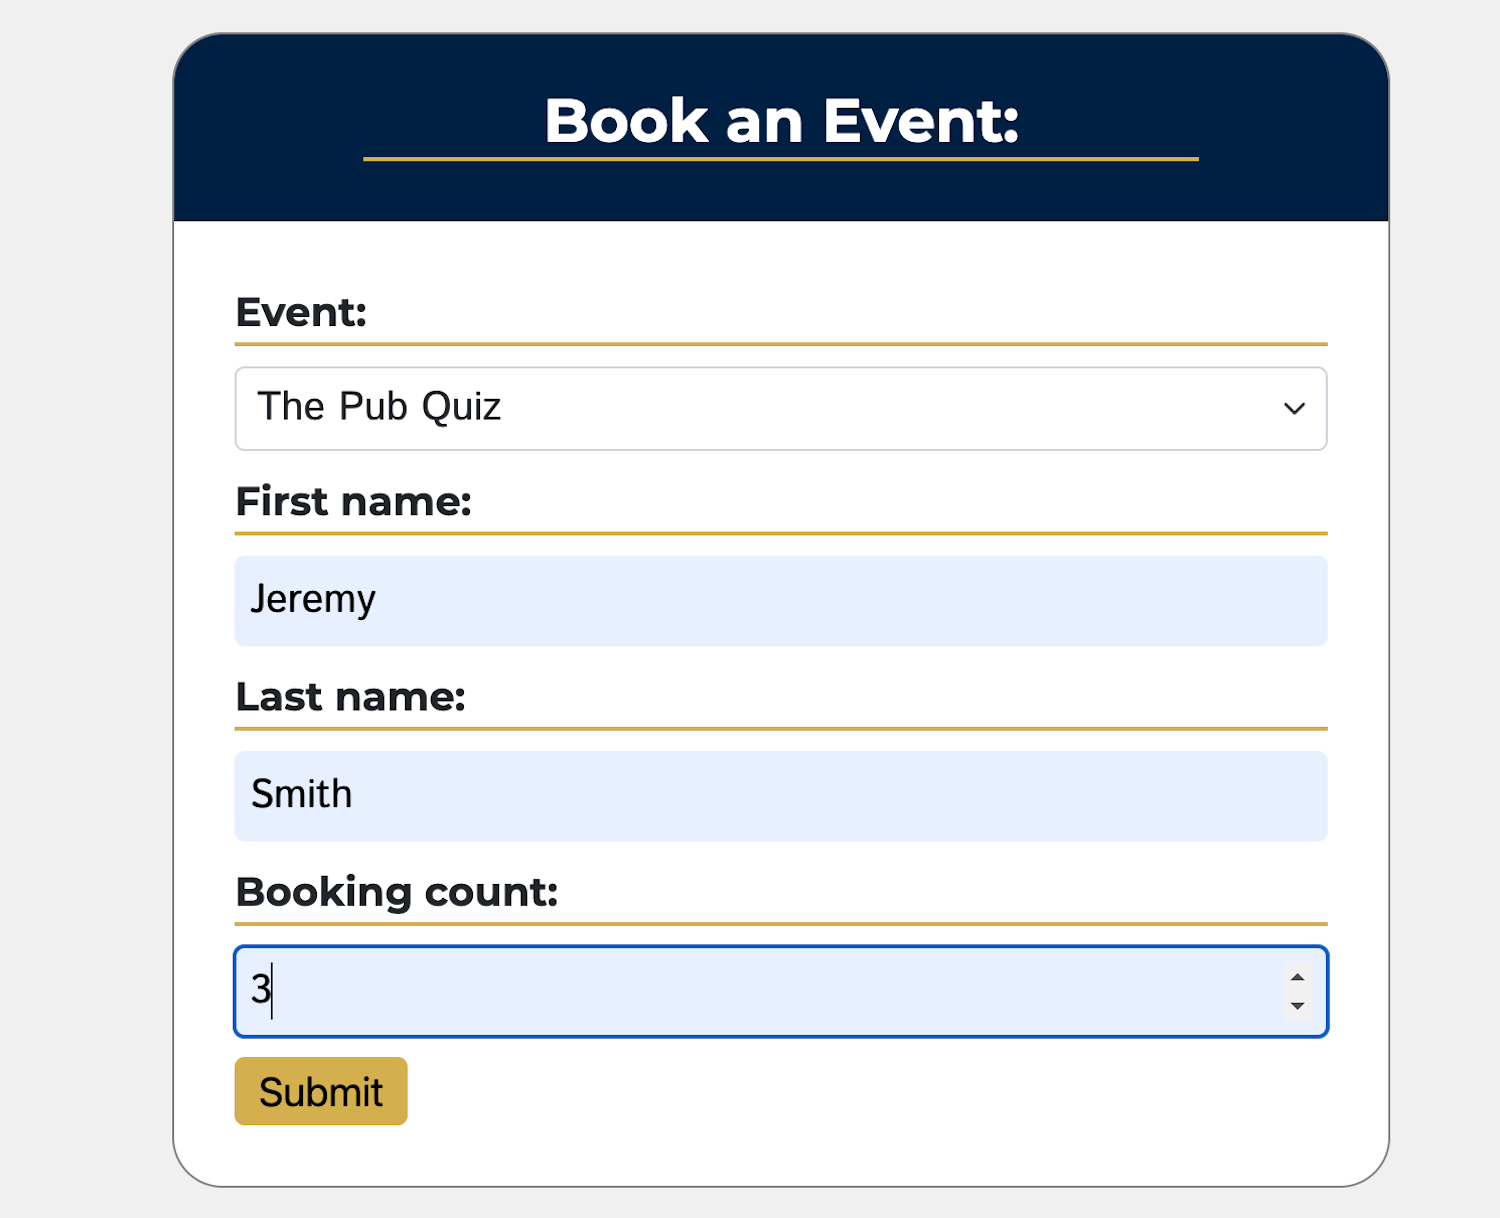 Book an Event:
Event:
The Pub Quiz
First name:
Jeremy
Last name:
Smith
Booking count:
3
Submit